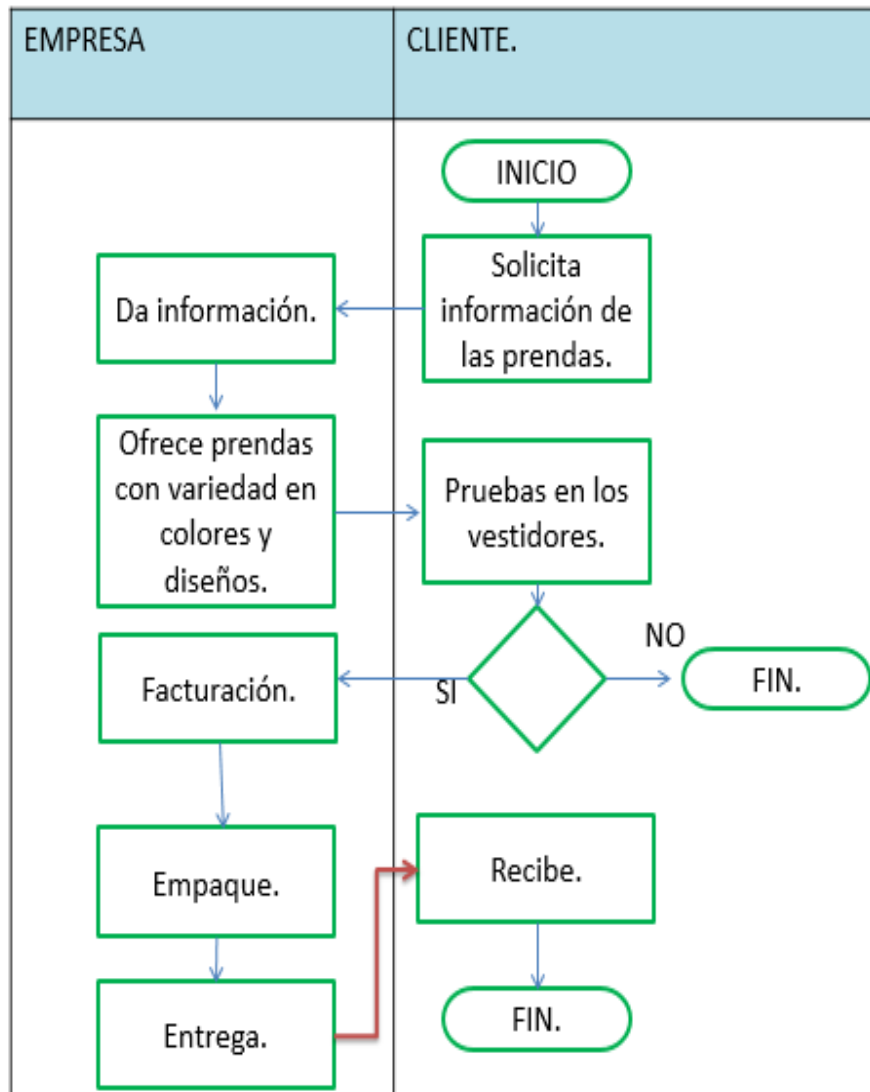 EMPRESA
CLIENTE.
INICIO
Solicita
información de
las prendas.
Da información.
Ofrece prendas
con variedad en
colores y
diseños.
Pruebas en los
vestidores.
NO
SI
FIN.
Facturación.
Empaque.
Recibe.
Entrega.
FIN.